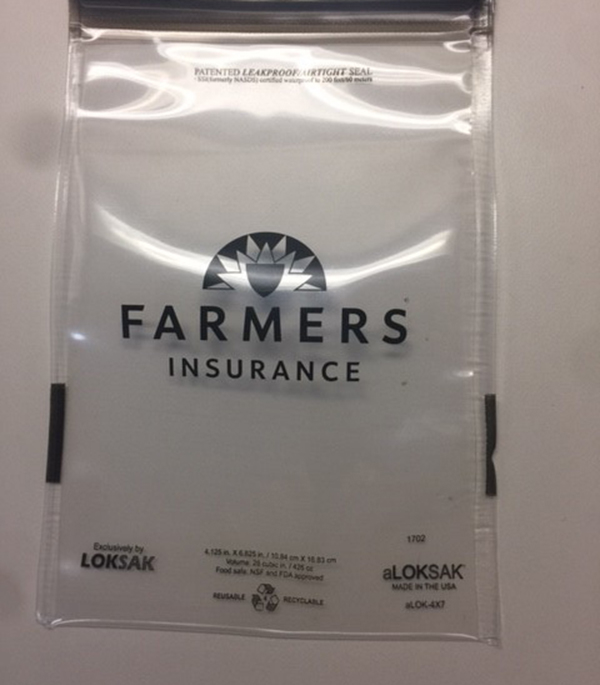 PATENTED LEAKPROOF/AIRTIGHT SEAL
FARMERS
INSURANCE
Exclusively by
LOKSAK
4.125 in. X 6.825 in. / 10.94 cm X 16.83 cm
Volume: 26 cubic in. / 425 cc
Food safe. NSF and FDA approved
REUSABLE
RECYCLABLE
1702
aLOKSAK
MADE IN THE USA
aLOK-4X7